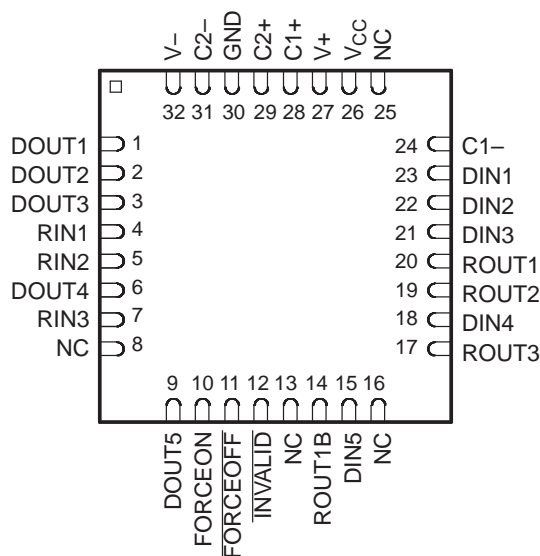 V– C2– GND C2+ C1+ V+ VCC NC
32 31 30 29 28 27 26 25
DOUT1 1 24 C1–
DOUT2 2 23 DIN1
DOUT3 3 22 DIN2
RIN1 4 21 DIN3
RIN2 5 20 ROUT1
DOUT4 6 19 ROUT2
RIN3 7 18 DIN4
NC 8 17 ROUT3
9 10 11 12 13 14 15 16
DOUT5 FORCEON FORCEOFF INVALID NC ROUT1B DIN5 NC